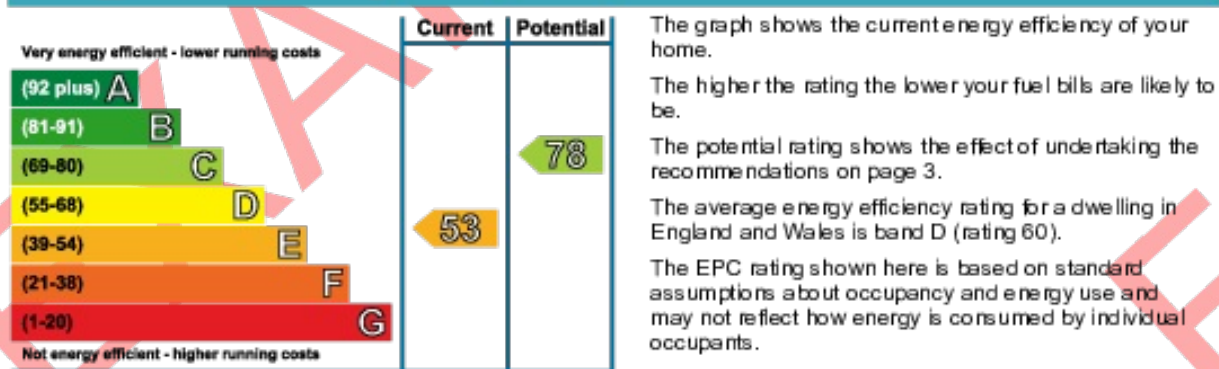 Current Potential
Very energy efficient - lower running costs
(92 plus) A
(81-91) B
(69-80) C
(55-68) D
(39-54) E
(21-38) F
(1-20) G
Not energy efficient - higher running costs
53
78
The graph shows the current energy efficiency of your
home.
The higher the rating the lower your fuel bills are likely to
be.
The potential rating shows the effect of undertaking the
recommendations on page 3.
The average energy efficiency rating for a dwelling in
England and Wales is band D (rating 60).
The EPC rating shown here is based on standard
assumptions about occupancy and energy use and
may not reflect how energy is consumed by individual
occupants.